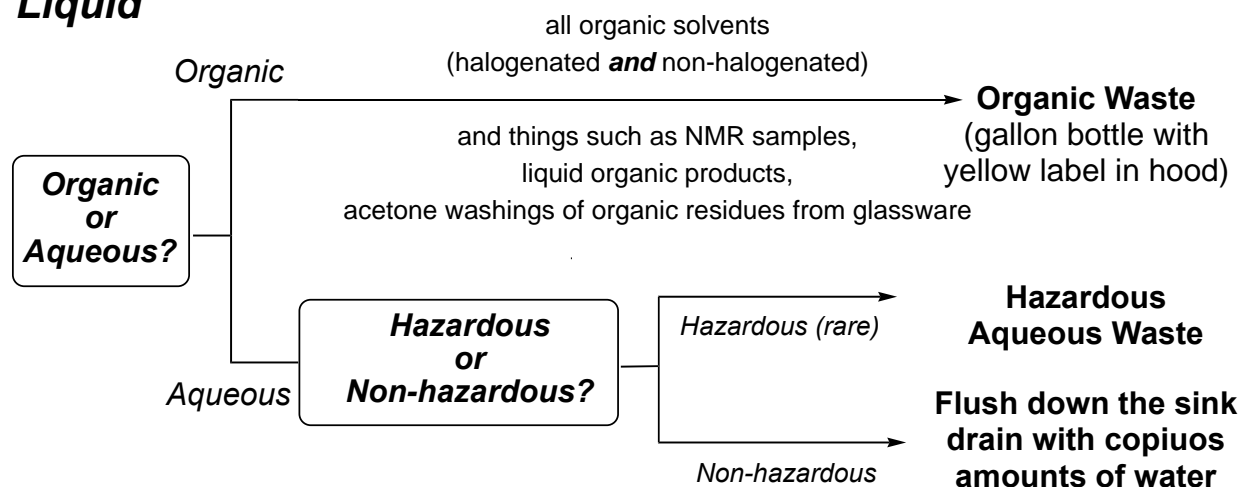 Liquid
all organic solvents
(halogenated and non-halogenated)
Organic
Organic Waste
(gallon bottle with
yellow label in hood)
and things such as NMR samples,
liquid organic products,
acetone washings of organic residues from glassware
Organic
or
Aqueous?
Hazardous
or
Non-hazardous?
Aqueous
Hazardous (rare)
Hazardous
Aqueous Waste
Non-hazardous
Flush down the sink
drain with copiuos
amounts of water